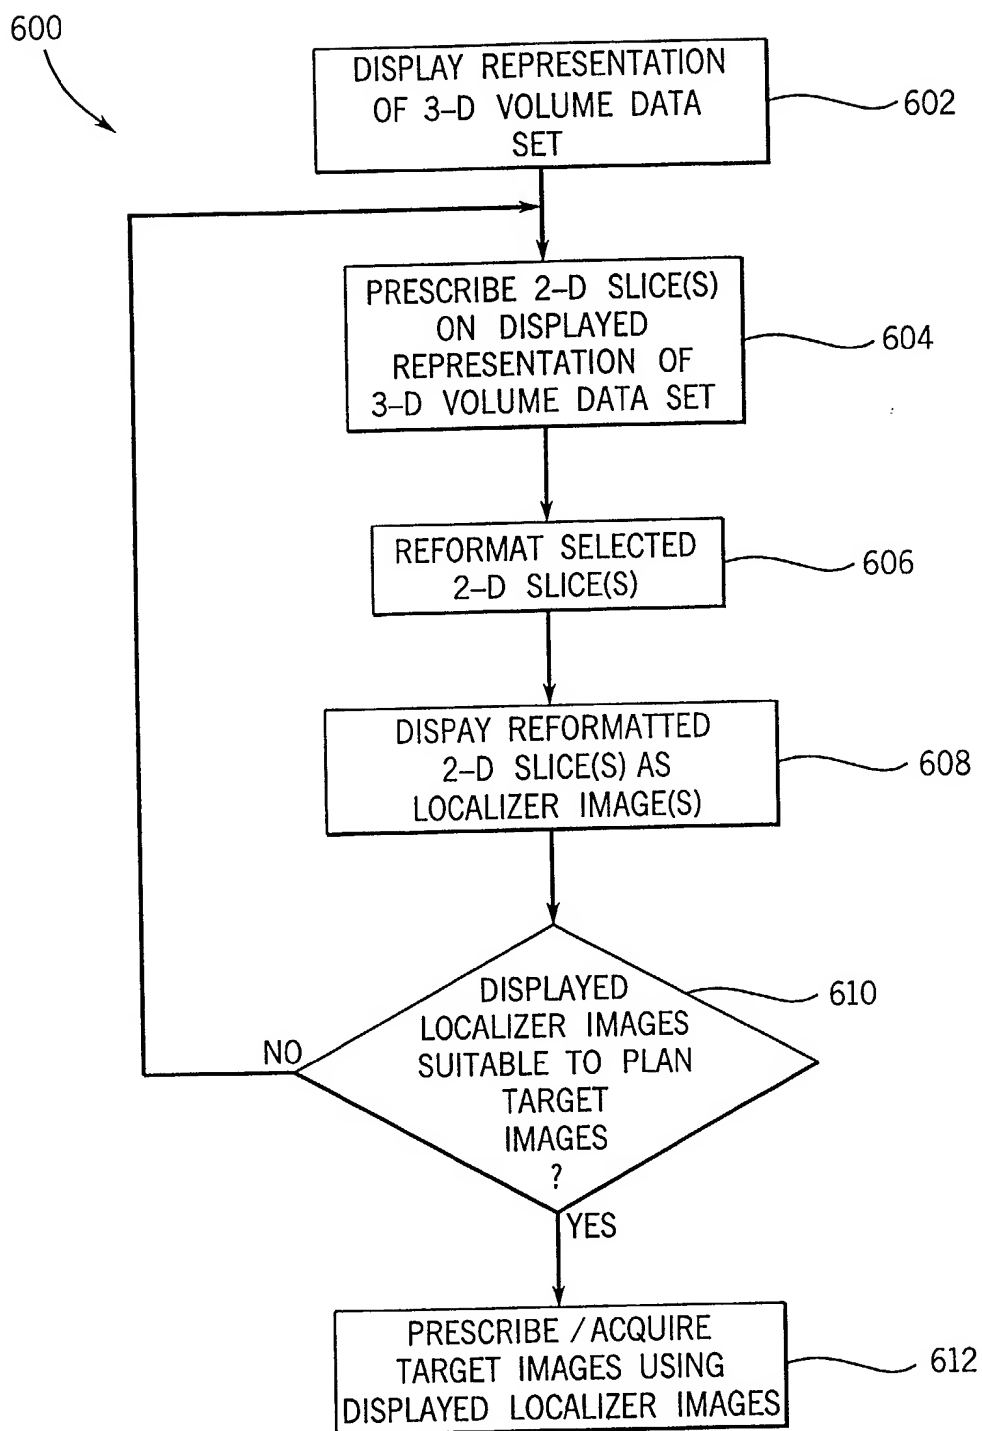 600
DISPLAY REPRESENTATION
OF 3-D VOLUME DATA
SET
602
PRESCRIBE 2-D SLICE(S)
ON DISPLAYED
REPRESENTATION OF
3-D VOLUME DATA SET
604
REFORMAT SELECTED
2-D SLICE(S)
606
DISPAY REFORMATTED
2-D SLICE(S) AS
LOCALIZER IMAGE(S)
608
DISPLAYED
LOCALIZER IMAGES
SUITABLE TO PLAN
TARGET
IMAGES
?
610
NO
YES
PRESCRIBE / ACQUIRE
TARGET IMAGES USING
DISPLAYED LOCALIZER IMAGES
612